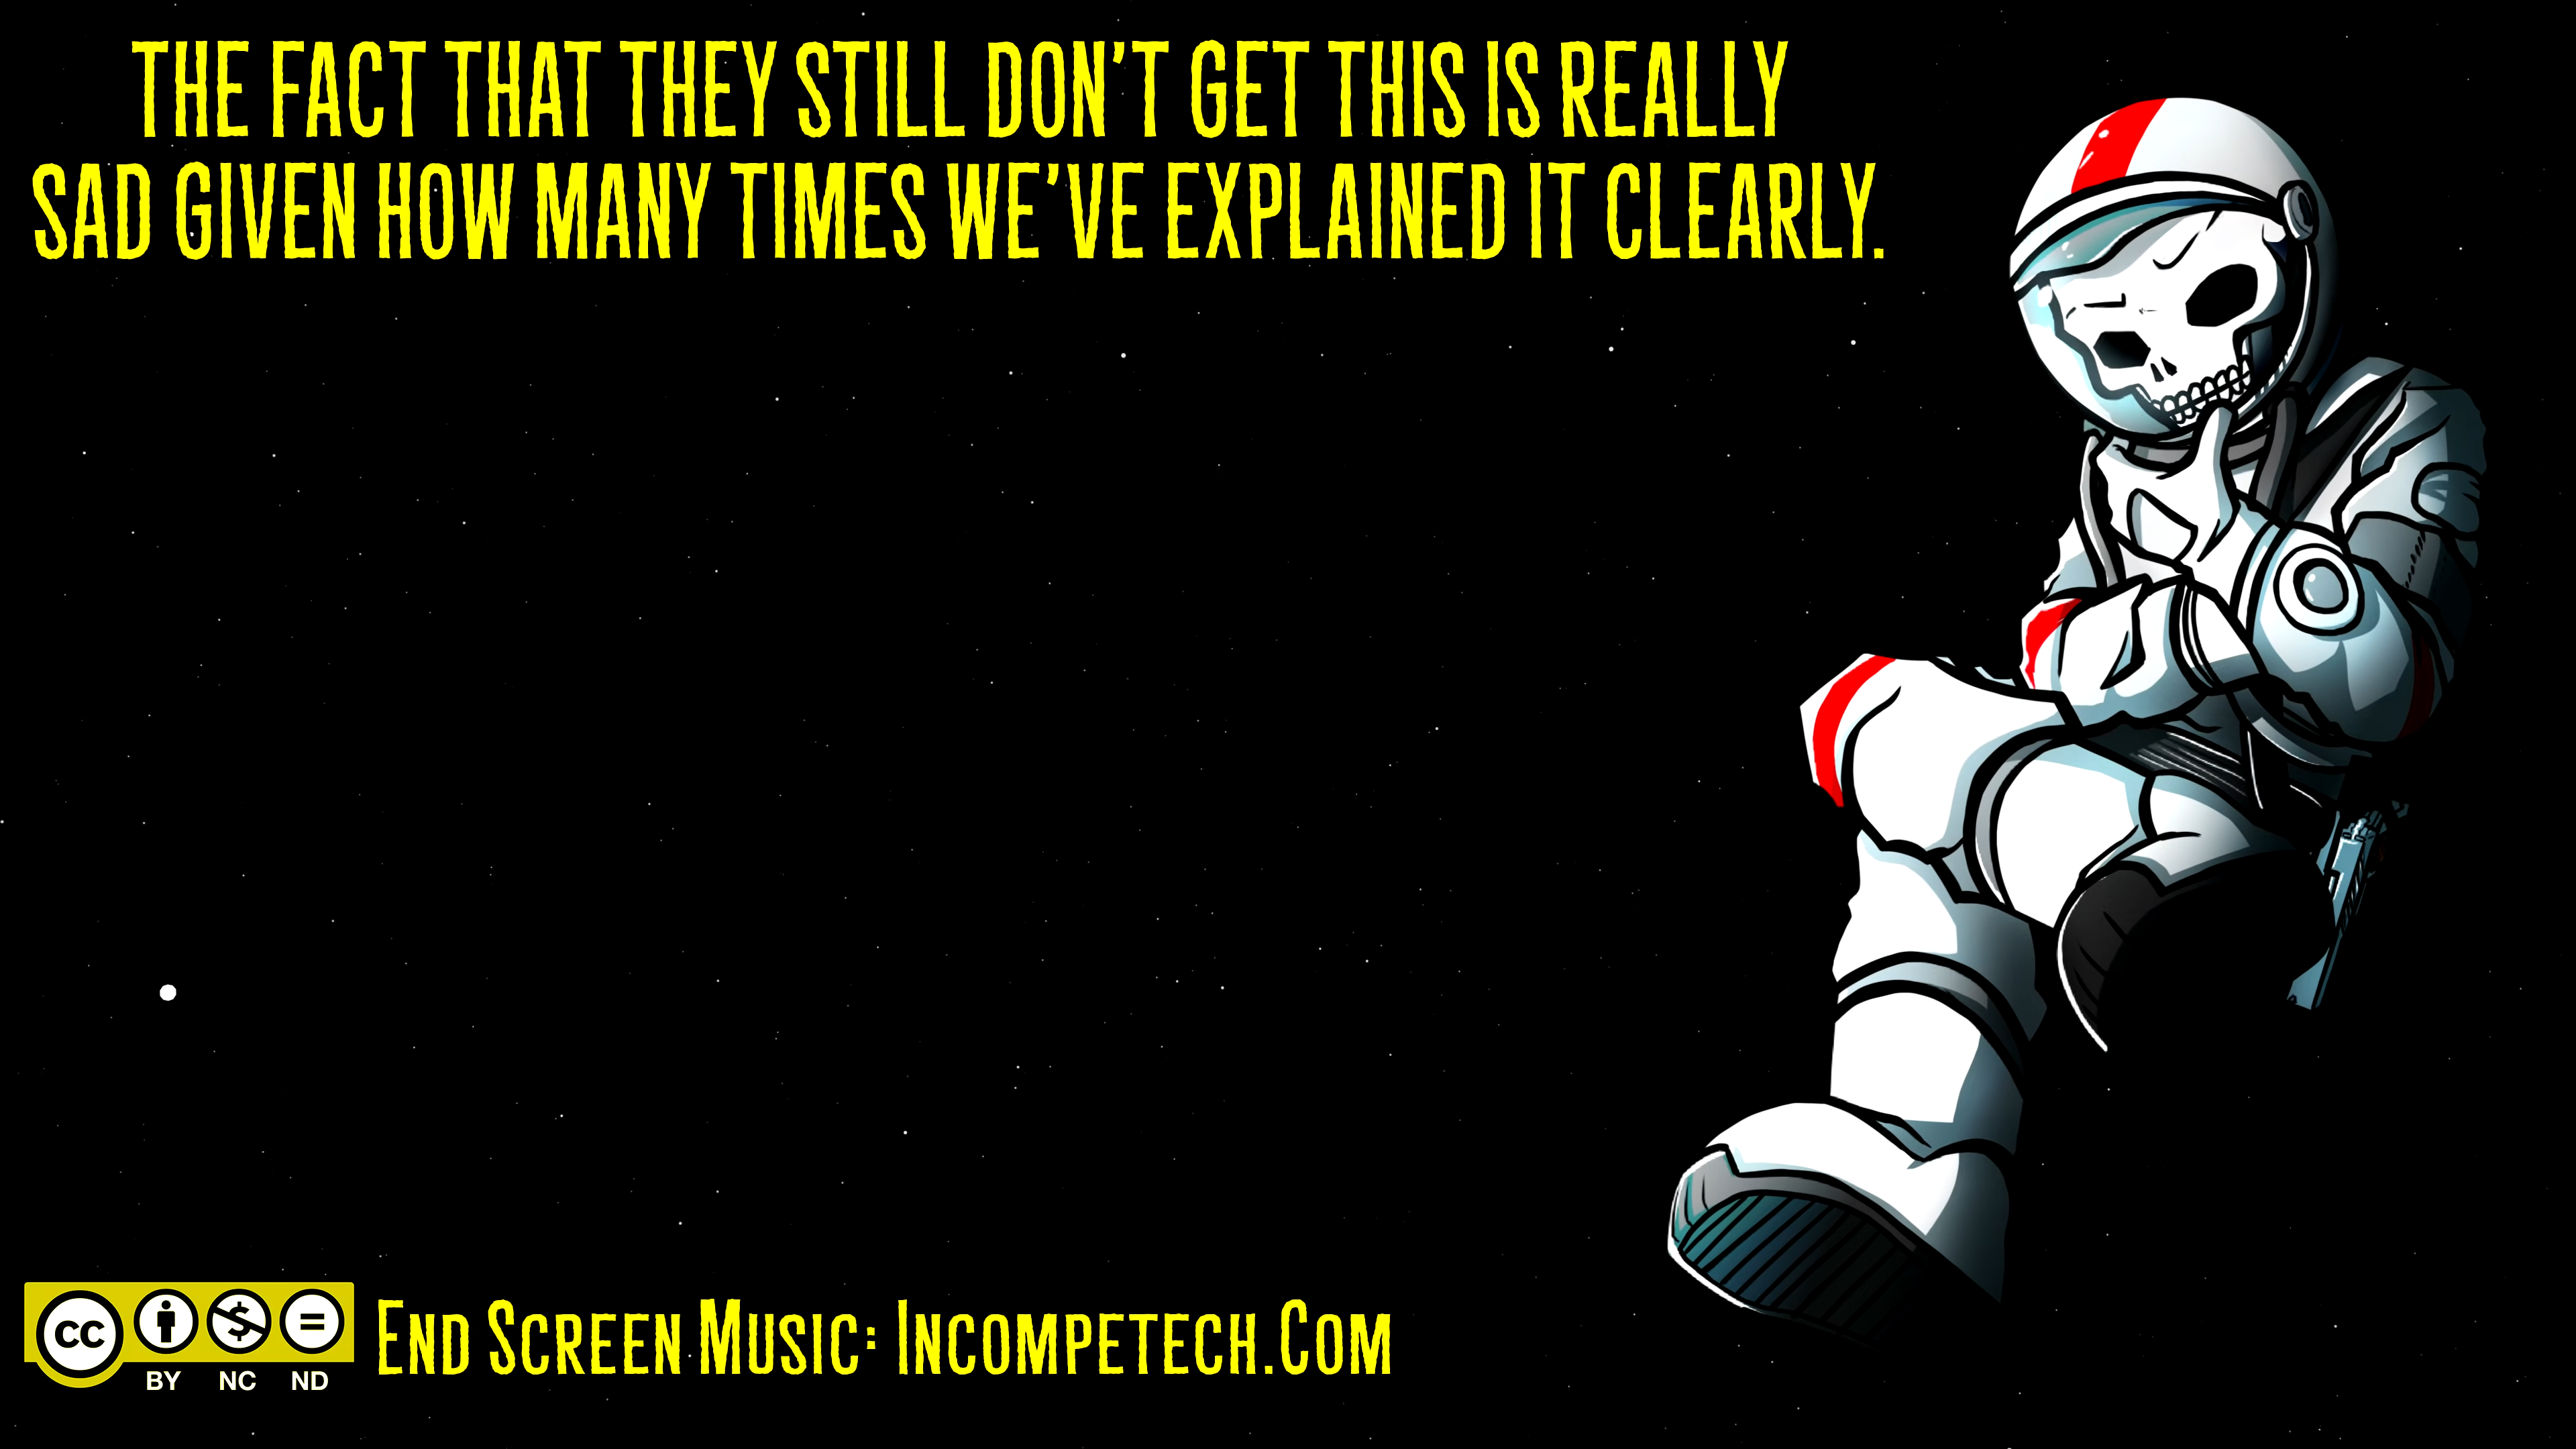 THE FACT THAT THEY STILL DON'T GET THIS IS REALLY
SAD GIVEN HOW MANY TIMES WE'VE EXPLAINED IT CLEARLY.
cc
BY NC ND
END SCREEN MUSIC: INCOMPETECH.COM